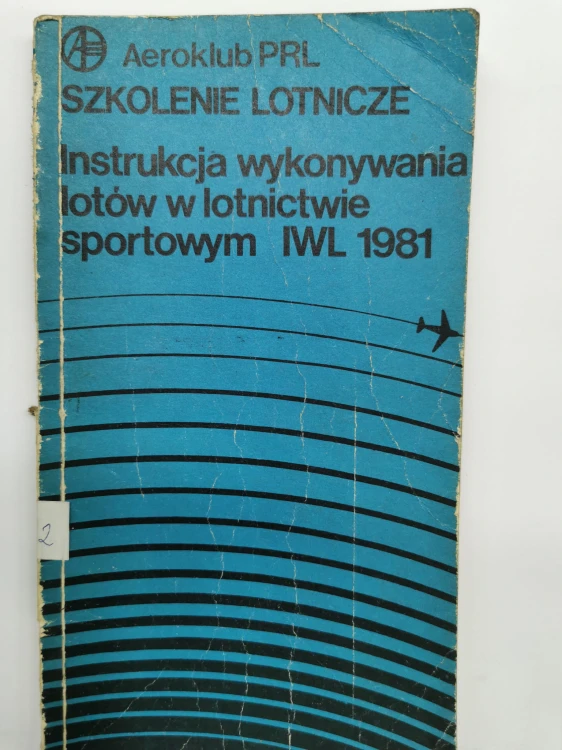 Aeroklub PRL
SZKOLENIE LOTNICZE
Instrukcja wykonywania
lotów w lotnictwie
sportowym IWL 1981
2